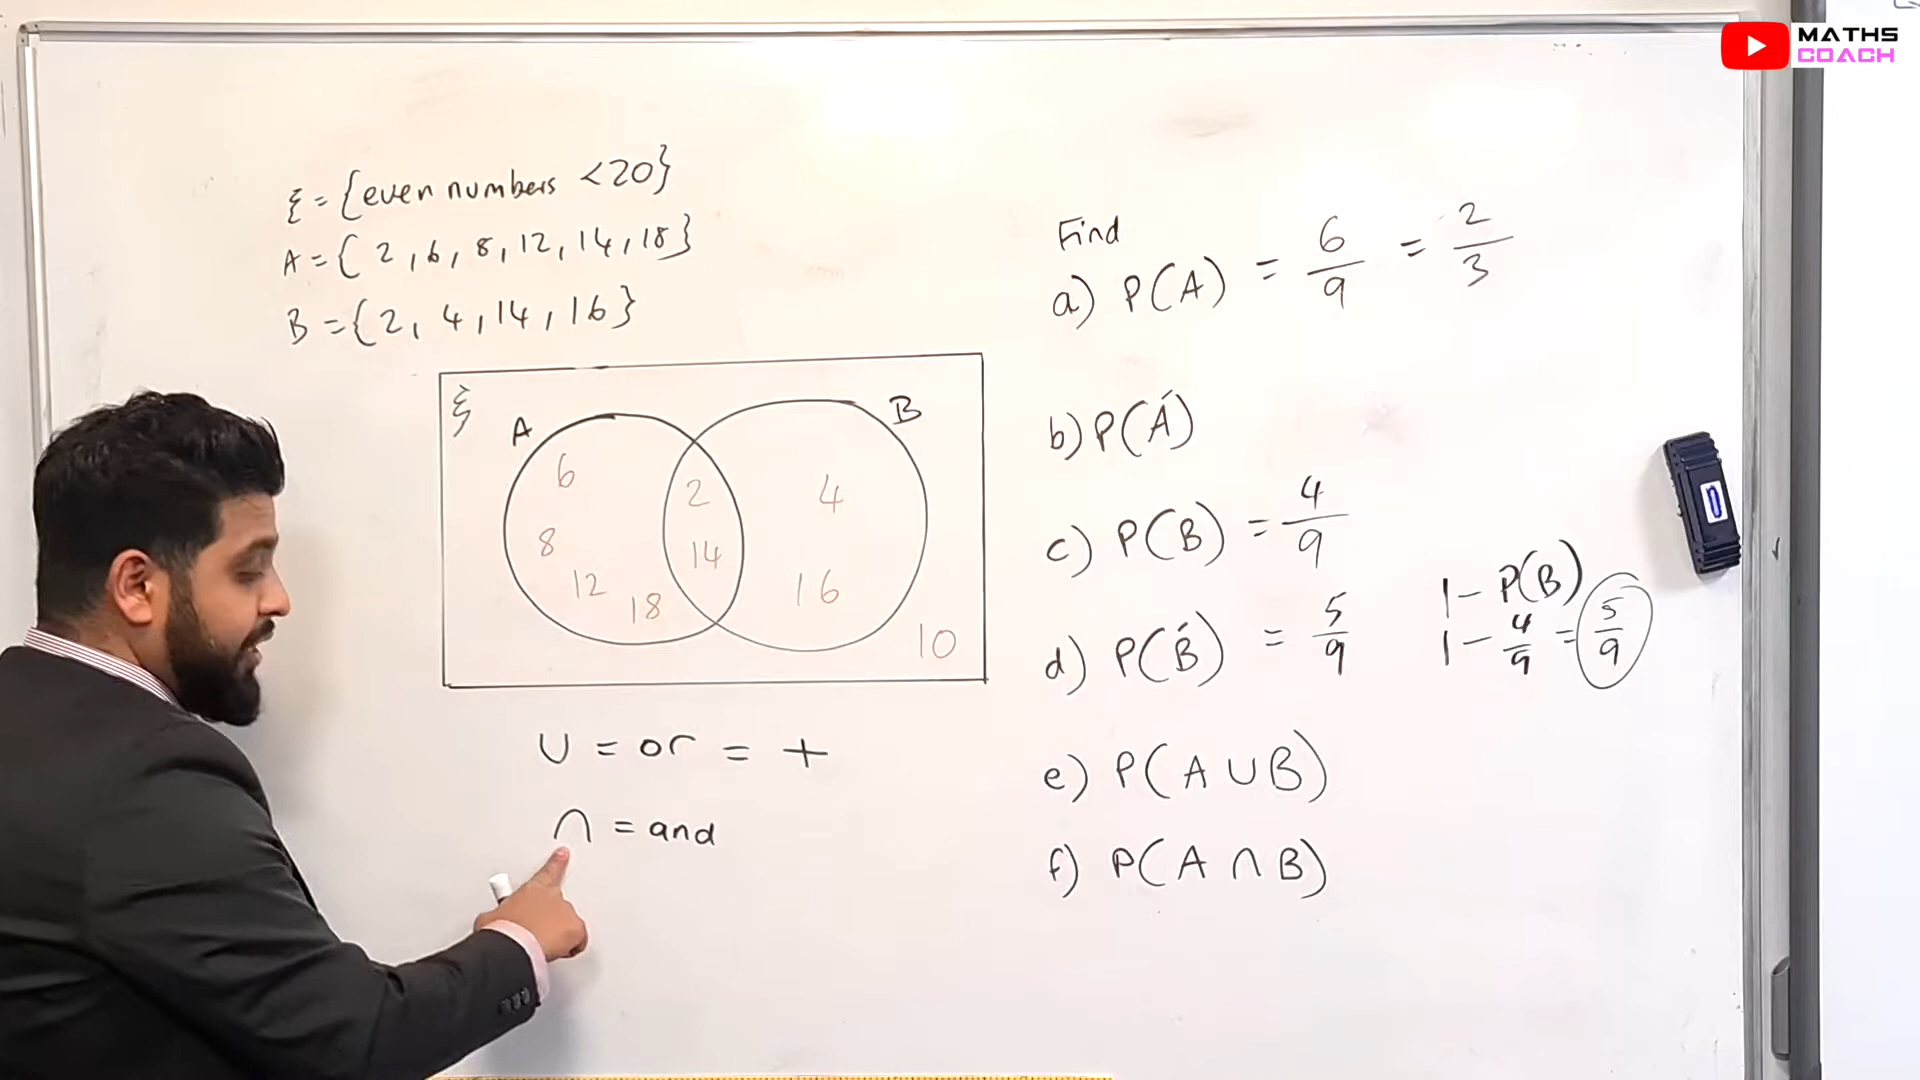 MATHS
COACH
ξ = {even numbers <20}
A = { 2, 6, 8, 12, 14, 18}
B = {2, 4, 14, 16}
ξ
A
B
6
2
4
8
14
12
16
18
10
∪ = or = +
∩ = and
Find
a) P(A) = 6/9 = 2/3
b) P(Á)
c) P(B) = 4/9
d) P(B́) = 5/9
1 - P(B)
1 - 4/9 = 5/9
e) P(A ∪ B)
f) P(A ∩ B)